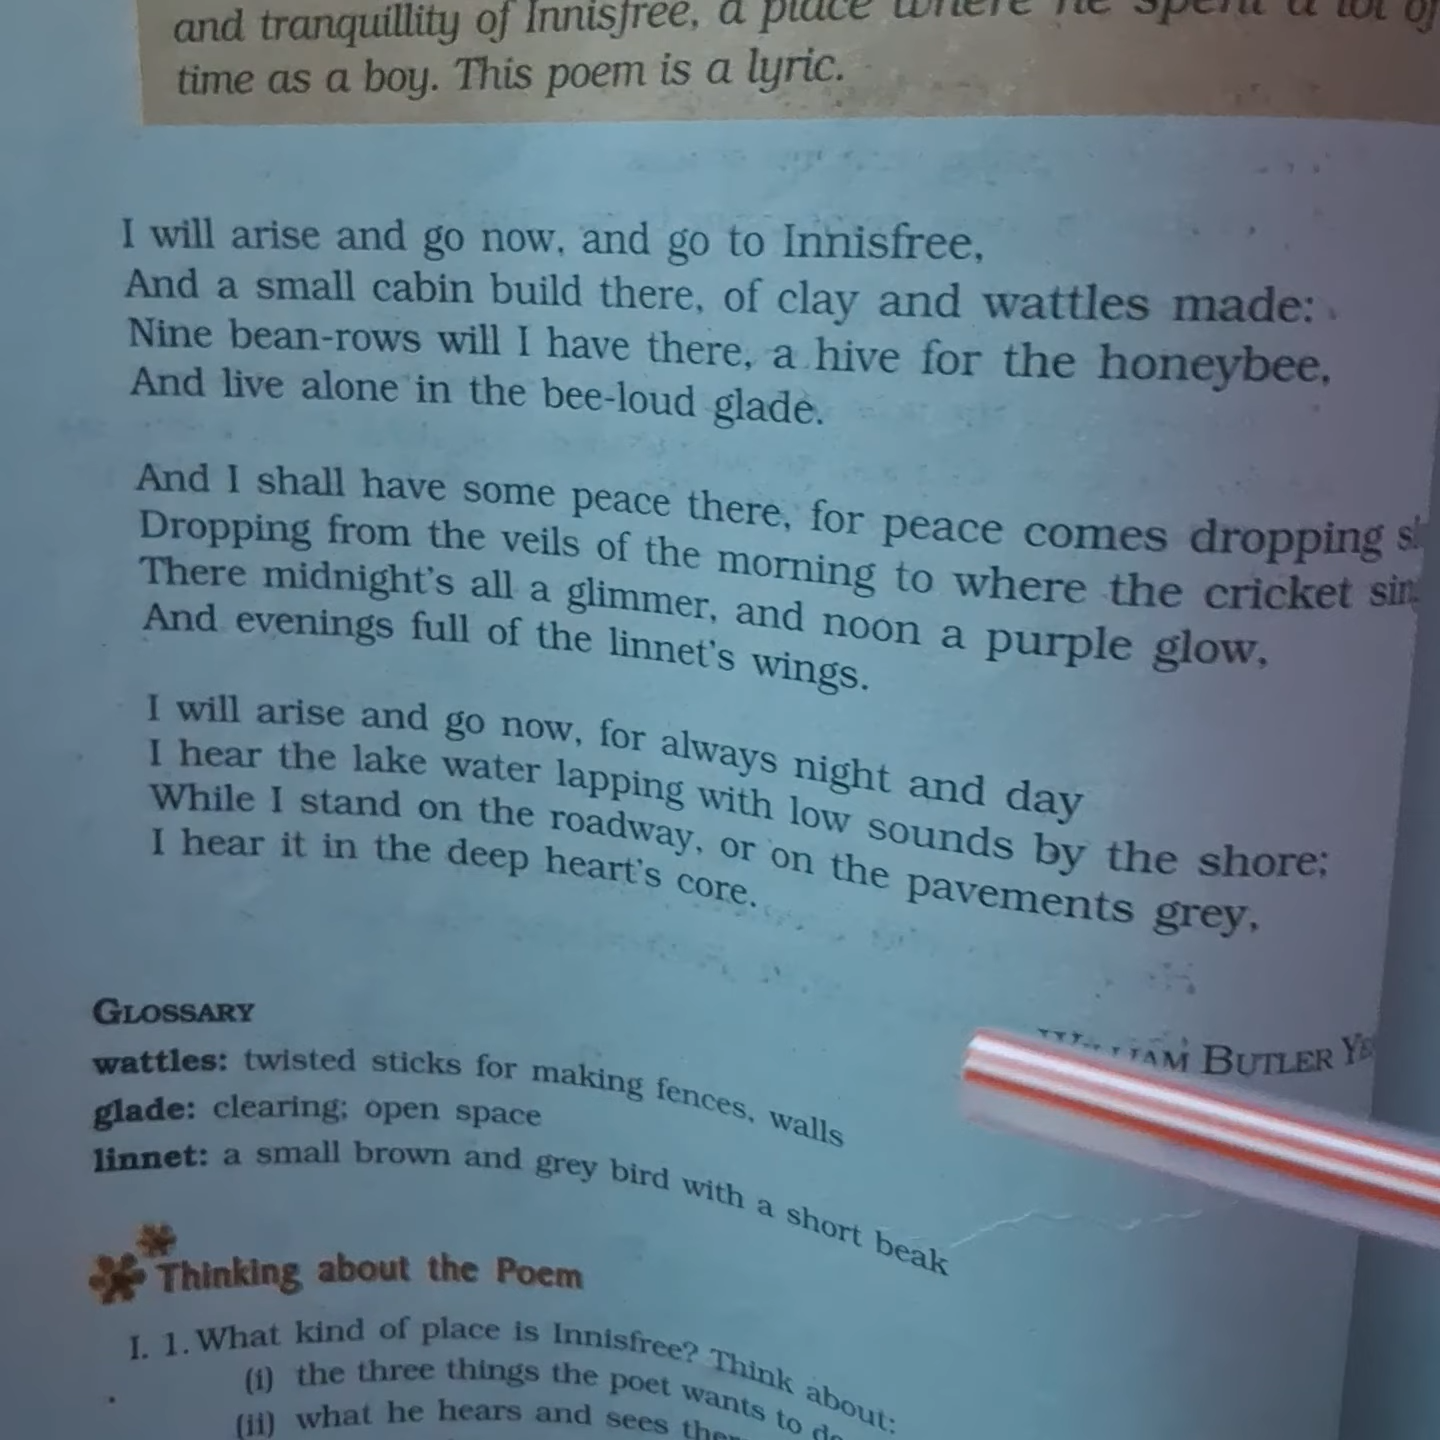 and tranquillity of Innisfree, a place where he spent a lot of
time as a boy. This poem is a lyric.
I will arise and go now, and go to Innisfree,
And a small cabin build there, of clay and wattles made:
Nine bean-rows will I have there, a hive for the honeybee,
And live alone in the bee-loud glade.
And I shall have some peace there, for peace comes dropping
Dropping from the veils of the morning to where the cricket
There midnight's all a glimmer, and noon a purple glow,
And evenings full of the linnet's wings.
I will arise and go now, for always night and day
I hear the lake water lapping with low sounds by the shore;
While I stand on the roadway, or on the pavements grey,
I hear it in the deep heart's core.
BUTLER
GLOSSARY
wattles: twisted sticks for making fences, walls
glade: clearing; open space
linnet: a small brown and grey bird with a short beak
Thinking about the Poem
I. 1. What kind of place is Innisfree? Think about:
(i) the three things the poet wants to do
(ii) what he hears and sees